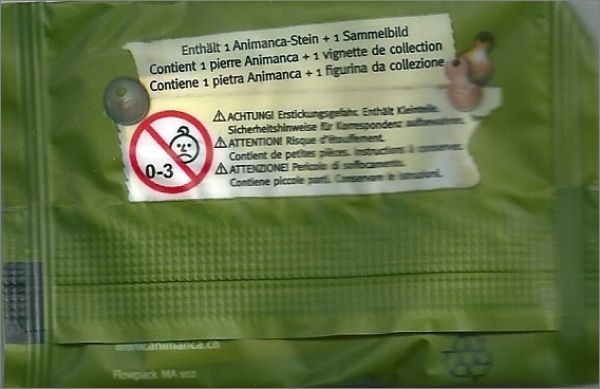 Enthält 1 Animanca-Stein + 1 Sammelbild
Contient 1 pierre Animanca + 1 vignette de collection
Contiene 1 pietra Animanca + 1 figurina da collezione
⚠ACHTUNG! Erstickungsgefahr. Enthält Kleinteile.
Sicherheitshinweise für Korrespondenz aufbewahren.
⚠ATTENTION! Risque d'étouffement.
Contient de petites pièces. Instructions à conserver.
⚠ATTENZIONE! Pericolo di soffocamento.
Contiene piccole parti. Conservare le istruzioni.
0-3
www.animanca.ch
Flowpack MA 102